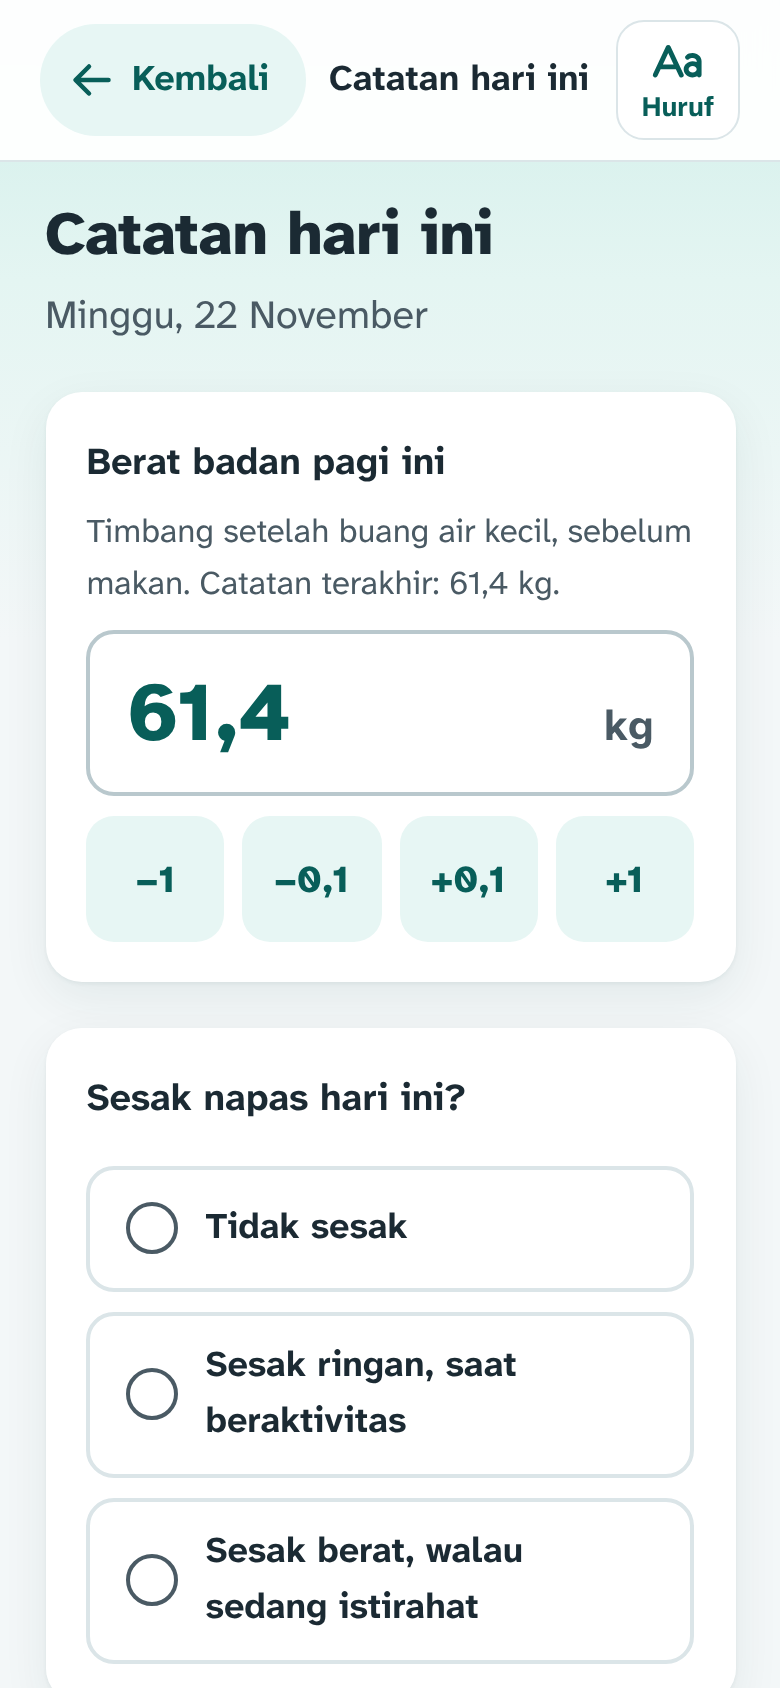 Kembali
Catatan hari ini
Aa
Huruf
Catatan hari ini
Minggu, 22 November
Berat badan pagi ini
Timbang setelah buang air kecil, sebelum
makan. Catatan terakhir: 61,4 kg.
61,4 kg
−1 −0,1 +0,1 +1
Sesak napas hari ini?
Tidak sesak
Sesak ringan, saat
beraktivitas
Sesak berat, walau
sedang istirahat